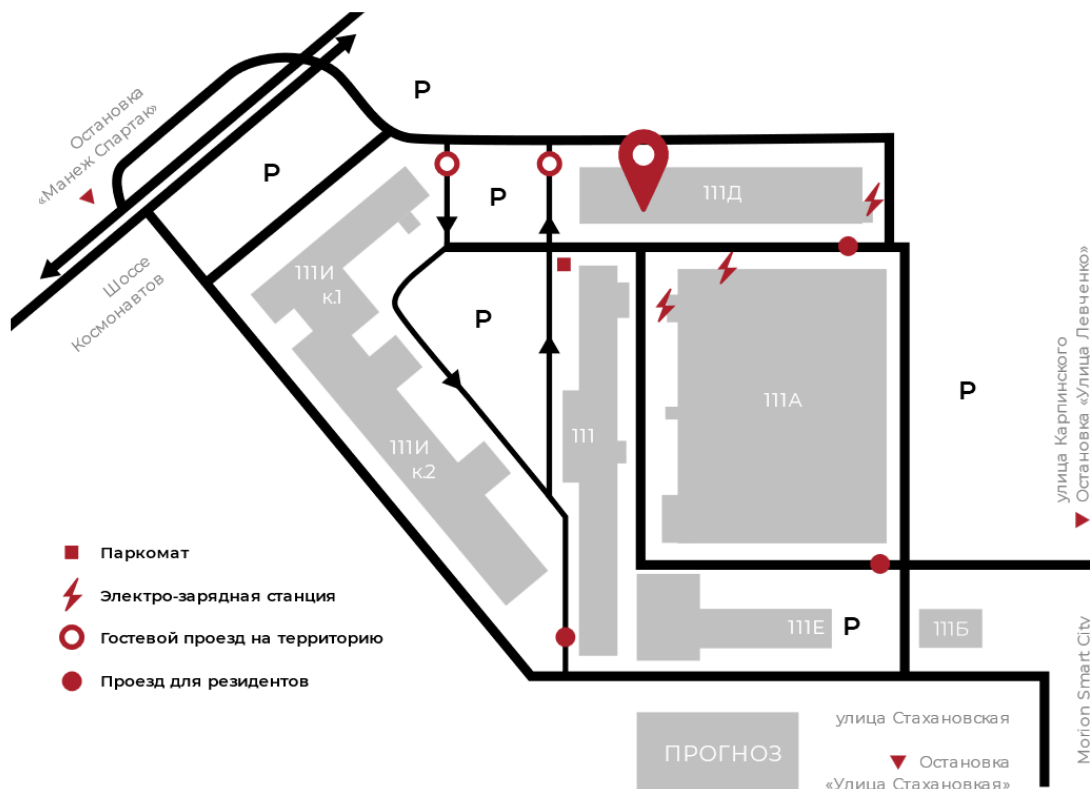 P
Остановка
«Манеж Спартак»
P
P
111Д
Шоссе
Космонавтов
111И
к.1
P
111А
P
улица Карпинского
Остановка «Улица Левченко»
111
111И
к.2
Паркомат
Электро-зарядная станция
Гостевой проезд на территорию
Проезд для резидентов
111Е
P
111Б
Morion Smart City
улица Стахановская
ПРОГНОЗ
Остановка
«Улица Стахановкая»